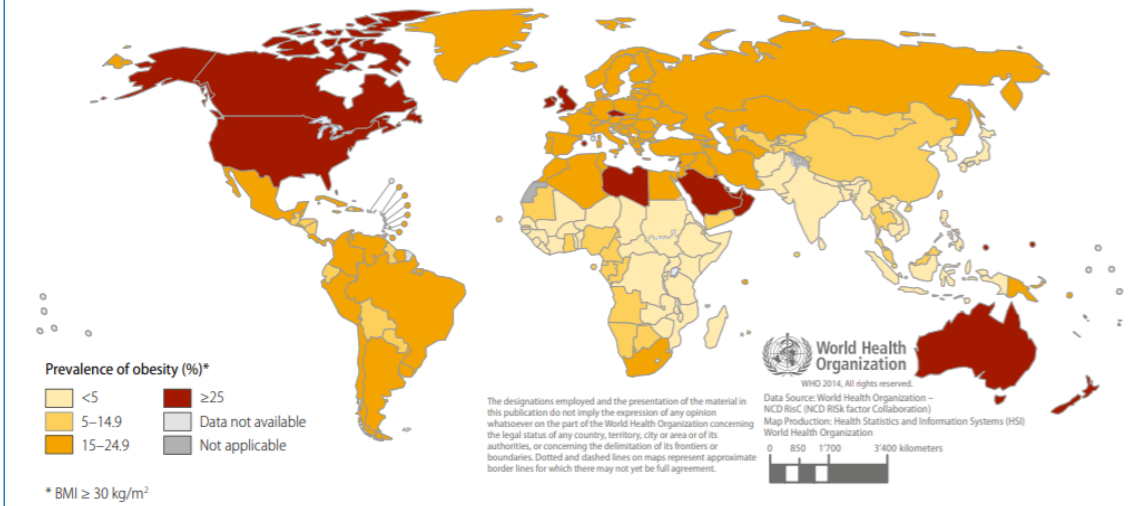 Prevalence of obesity (%)*
<5
5–14.9
15–24.9
≥25
Data not available
Not applicable
* BMI ≥ 30 kg/m²
The designations employed and the presentation of the material in
this publication do not imply the expression of any opinion
whatsoever on the part of the World Health Organization concerning
the legal status of any country, territory, city or area or of its
authorities, or concerning the delimitation of its frontiers or
boundaries. Dotted and dashed lines on maps represent approximate
border lines for which there may not yet be full agreement.
World Health
Organization
WHO 2014, All rights reserved.
Data Source: World Health Organization –
NCD RisC (NCD RISk factor Collaboration)
Map Production: Health Statistics and Information Systems (HSI)
World Health Organization
0 850 1'700 3'400 kilometers